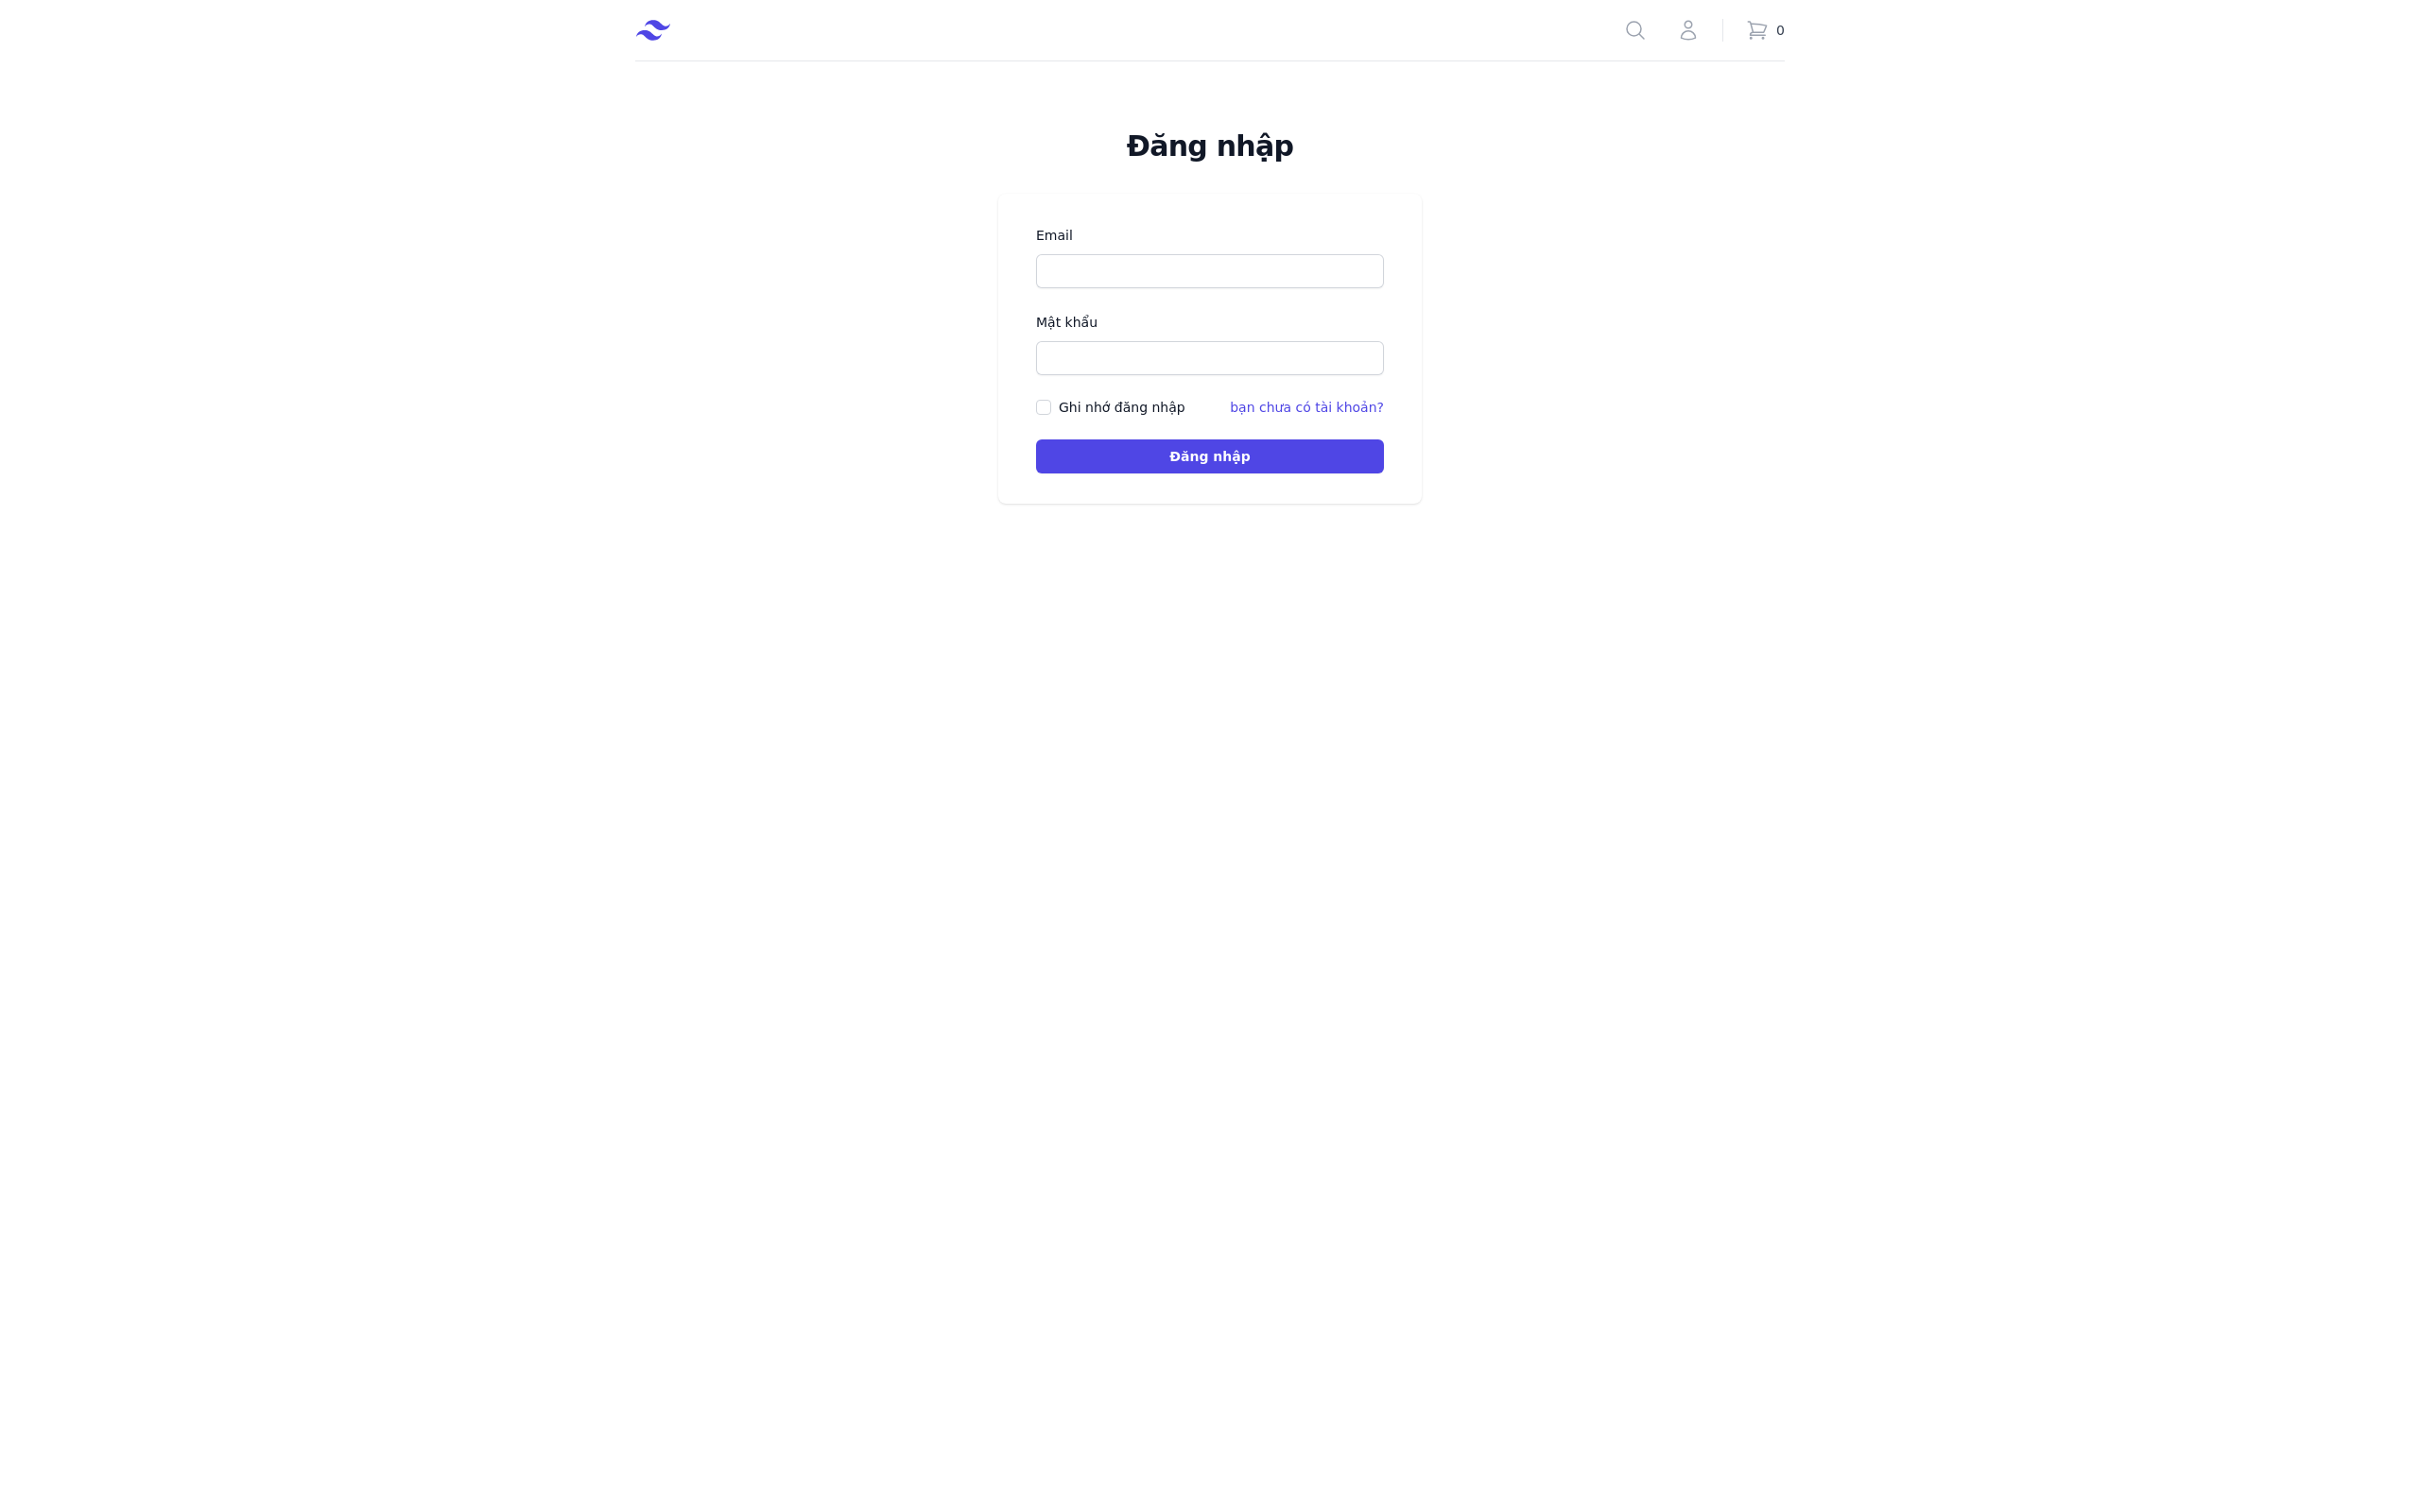 0
Đăng nhập
Email
Mật khẩu
Ghi nhớ đăng nhập bạn chưa có tài khoản?
Đăng nhập